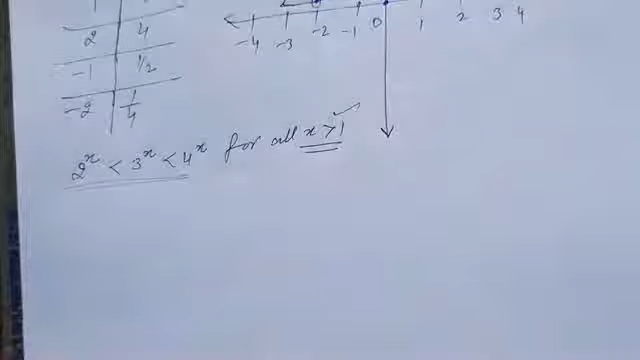 1
2 4
-1 1/2
-2 1/4
-4 -3 -2 -1 0 1 2 3 4
2^x < 3^x < 4^x for all x > 1 ✓